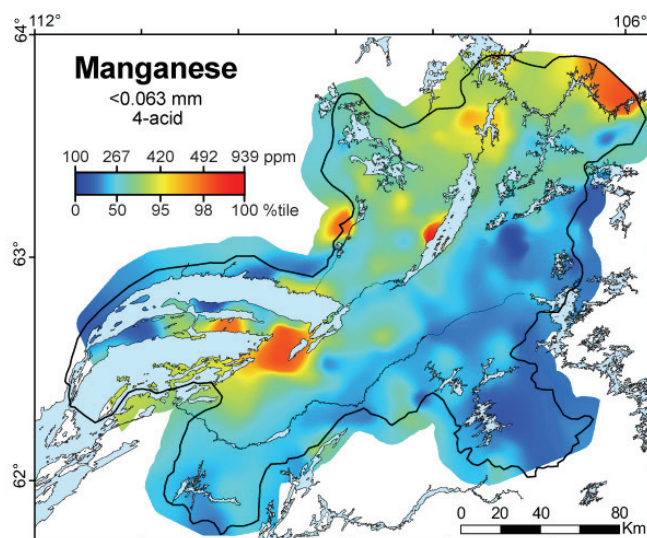 112° 106°
64°
Manganese
<0.063 mm
4-acid
100 267 420 492 939 ppm
0 50 95 98 100 %tile
63°
62°
0 20 40 60 80
Km